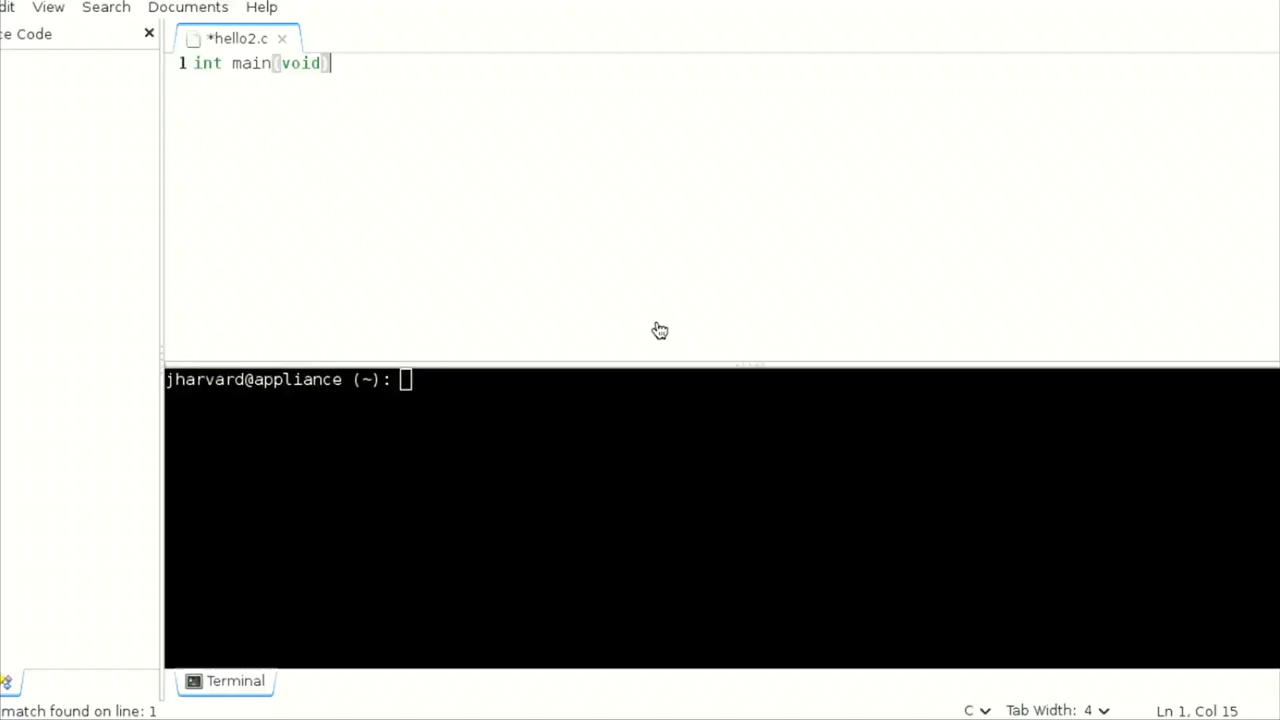 dit View Search Documents Help
ce Code
*hello2.c
1 int main(void)
jharvard@appliance (~):
Terminal
match found on line: 1
C Tab Width: 4 Ln 1, Col 15